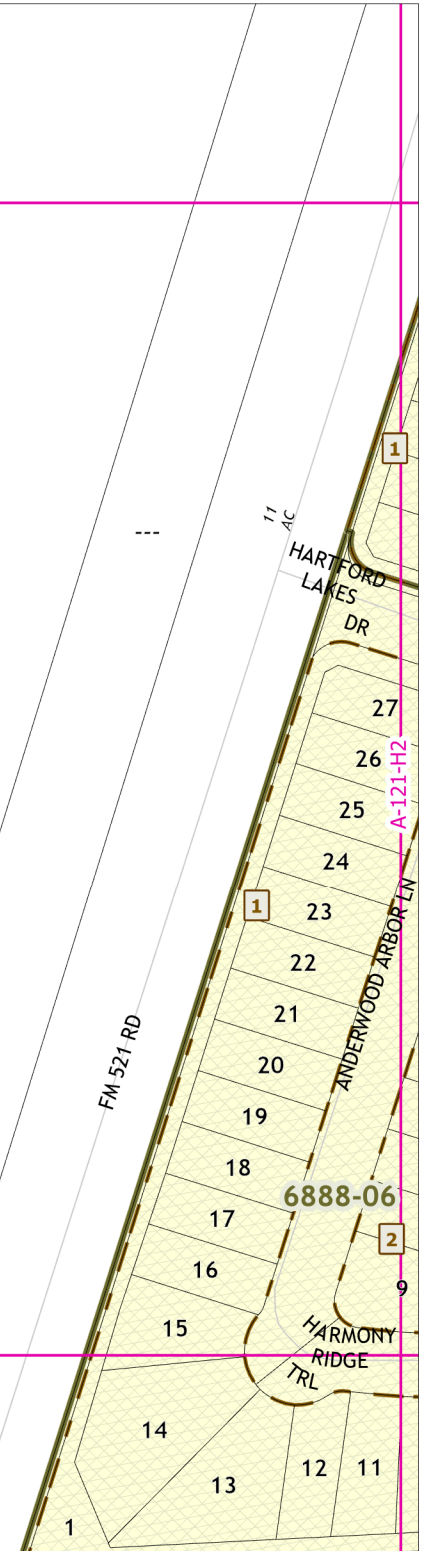 1
11
AC
---
HARTFORD
LAKES
DR
27
26
A-121-H2
25
24
1
23
22
ANDERWOOD ARBOR LN
21
FM 521 RD
20
19
18
6888-06
17
2
16
9
15
HARMONY
RIDGE
TRL
14
13
12
11
1